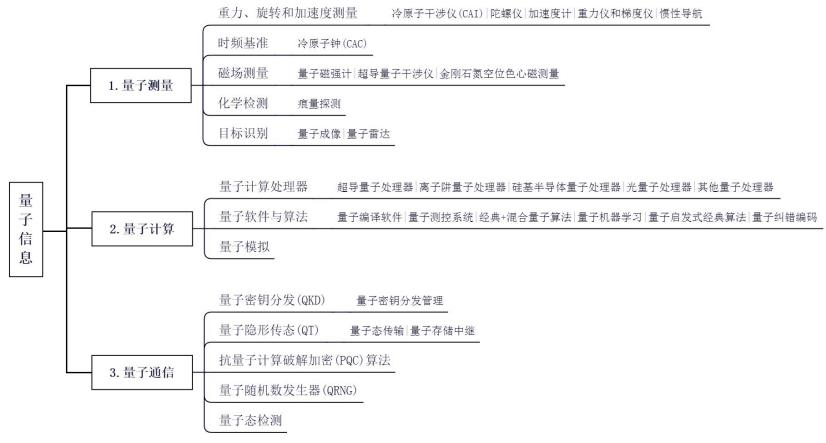 量子信息
1.量子测量
重力、旋转和加速度测量 冷原子干涉仪(CAI)|陀螺仪|加速度计|重力仪和梯度仪|惯性导航
时频基准 冷原子钟(CAC)
磁场测量 量子磁强计|超导量子干涉仪|金刚石氮空位色心磁测量
化学检测 痕量探测
目标识别 量子成像|量子雷达
2.量子计算
量子计算处理器 超导量子处理器|离子阱量子处理器|硅基半导体量子处理器|光量子处理器|其他量子处理器
量子软件与算法 量子编译软件|量子测控系统|经典+混合量子算法|量子机器学习|量子启发式经典算法|量子纠错编码
量子模拟
3.量子通信
量子密钥分发(QKD) 量子密钥分发管理
量子隐形传态(QT) 量子态传输|量子存储中继
抗量子计算破解加密(PQC)算法
量子随机数发生器(QRNG)
量子态检测